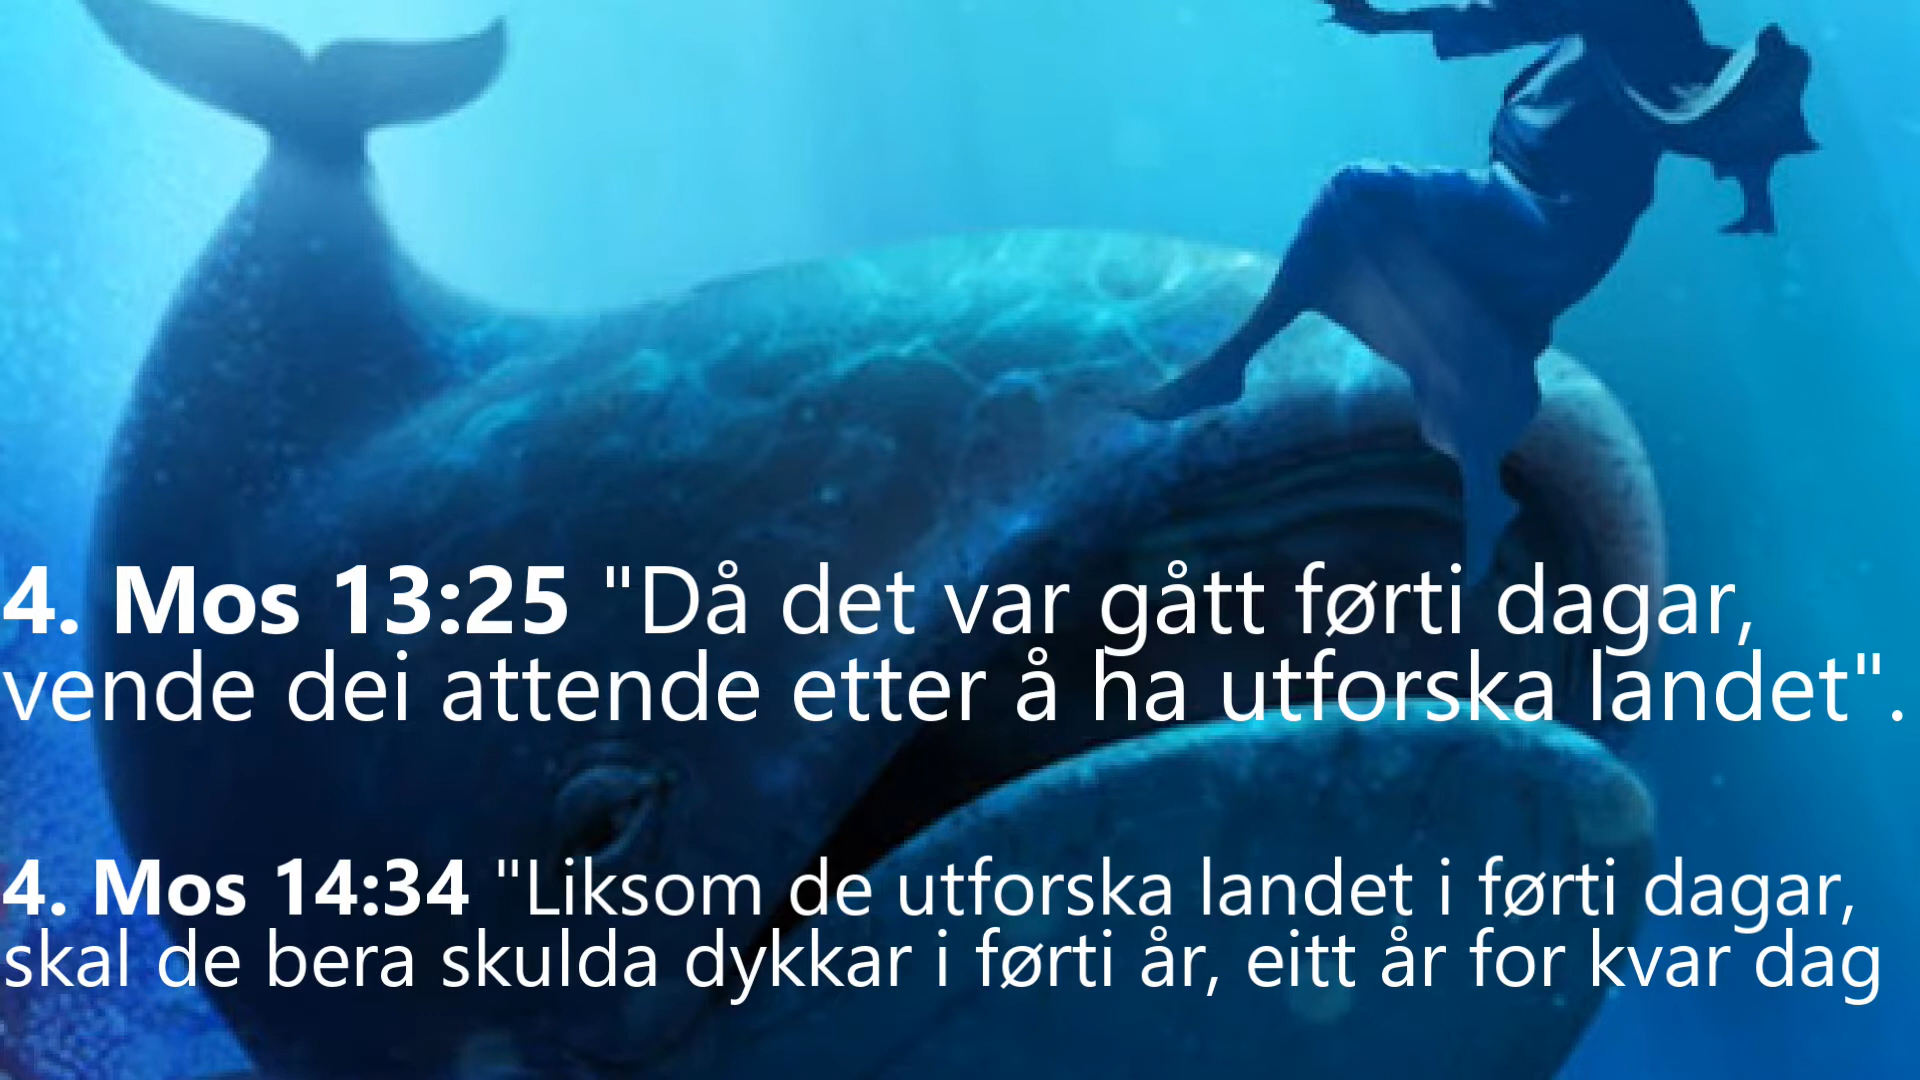 4. Mos 13:25 "Då det var gått førti dagar,
vende dei attende etter å ha utforska landet".
4. Mos 14:34 "Liksom de utforska landet i førti dagar,
skal de bera skulda dykkar i førti år, eitt år for kvar dag